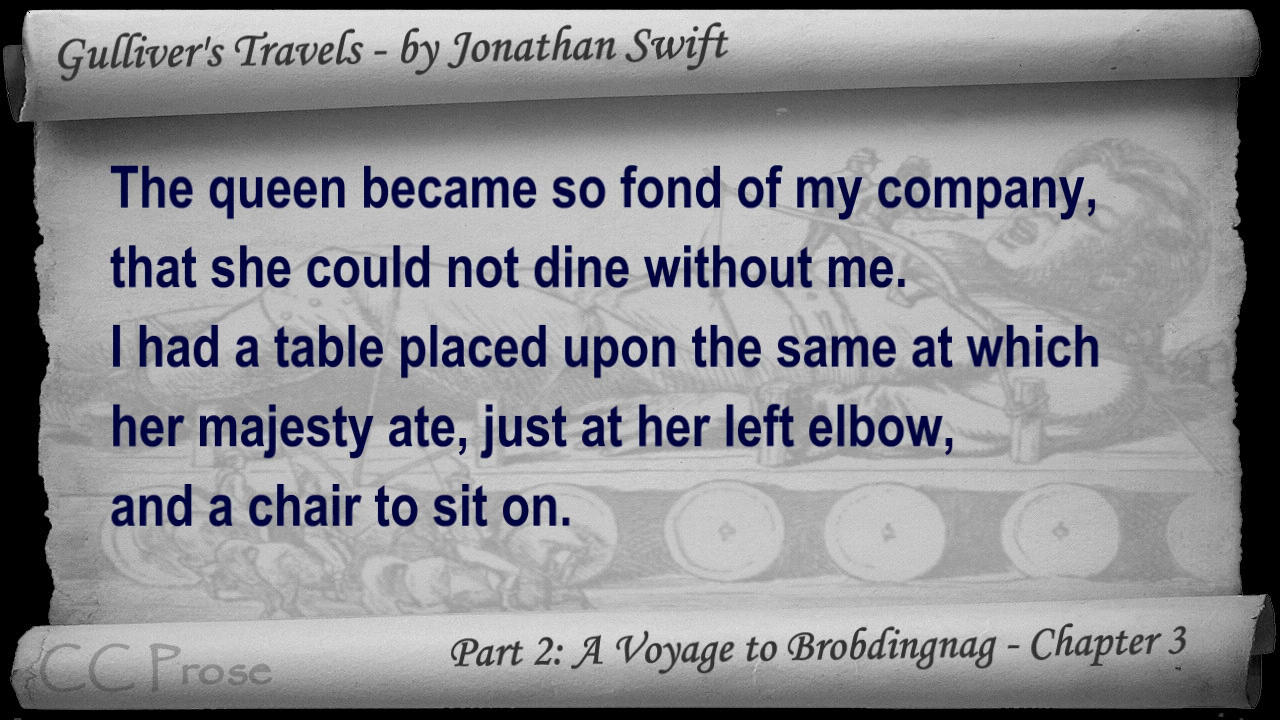 Gulliver's Travels - by Jonathan Swift
The queen became so fond of my company,
that she could not dine without me.
I had a table placed upon the same at which
her majesty ate, just at her left elbow,
and a chair to sit on.
Part 2: A Voyage to Brobdingnag - Chapter 3
CC Prose